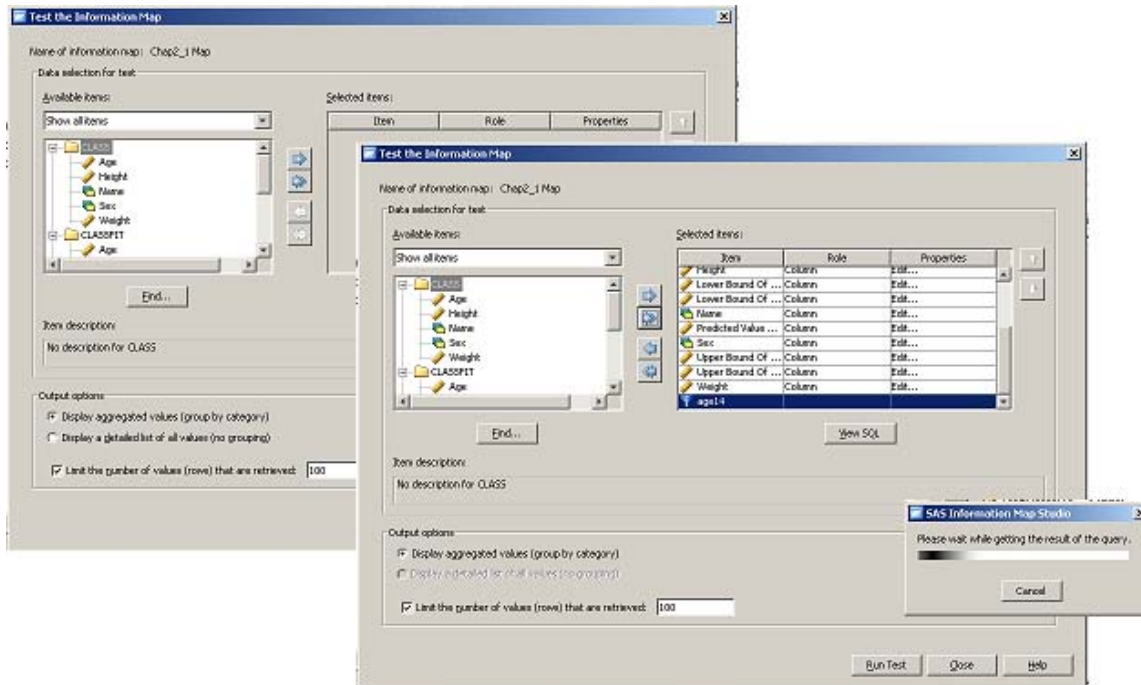 Test the Information Map
Name of information map: Chap2_1 Map
Data selection for test
Available items:
Selected items:
Show all items
Item Role Properties
CLASS
Age
Height
Name
Sex
Weight
CLASSFIT
Age
Find...
Item description:
No description for CLASS
Output options
Display aggregated values (group by category)
Display a detailed list of all values (no grouping)
Limit the number of values (rows) that are retrieved: 100
Test the Information Map
Name of information map: Chap2_1 Map
Data selection for test
Available items:
Selected items:
Show all items
Item Role Properties
CLASS
Age
Height
Name
Sex
Weight
CLASSFIT
Age
Height Column Edit...
Lower Bound Of ... Column Edit...
Lower Bound Of ... Column Edit...
Name Column Edit...
Predicted Value ... Column Edit...
Sex Column Edit...
Upper Bound Of ... Column Edit...
Upper Bound Of ... Column Edit...
Weight Column Edit...
age14
Find...
View SQL
Item description:
No description for CLASS
Output options
Display aggregated values (group by category)
Display a detailed list of all values (no grouping)
Limit the number of values (rows) that are retrieved: 100
Run Test Close Help
SAS Information Map Studio
Please wait while getting the result of the query.
Cancel